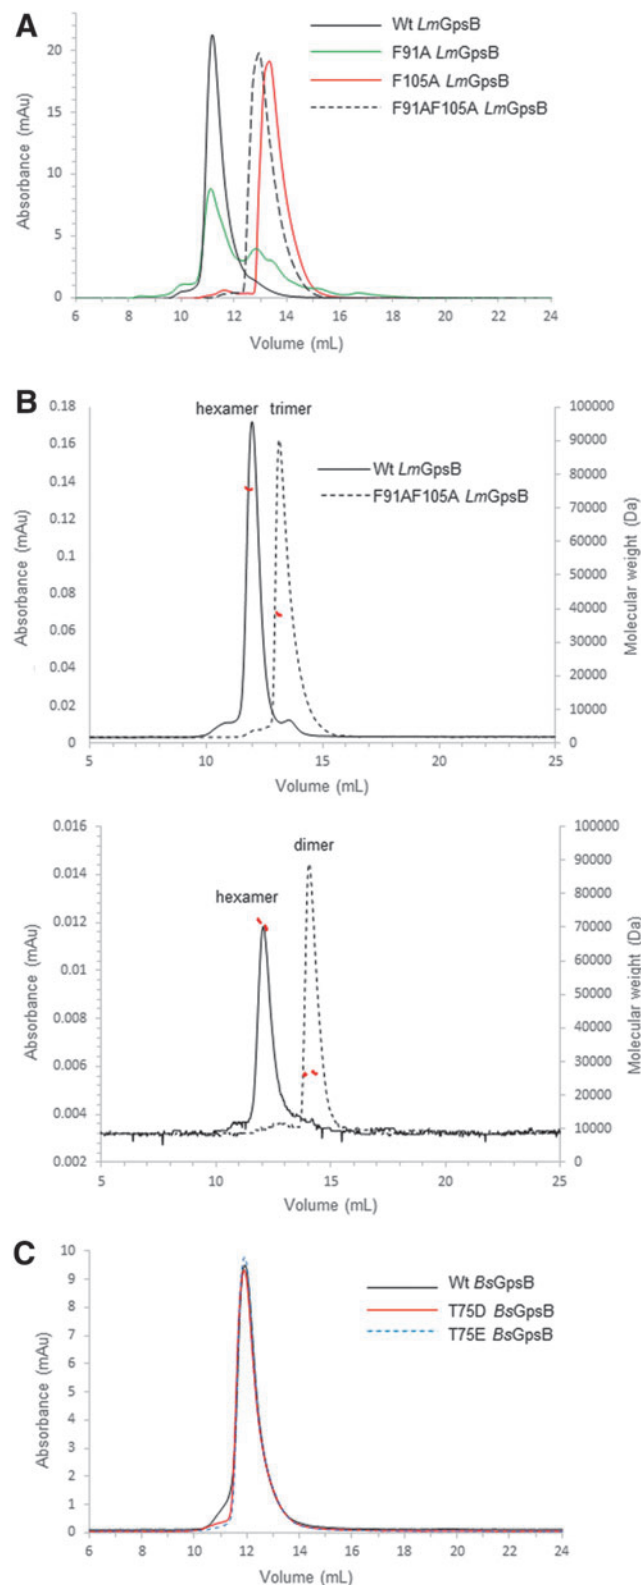 A
Wt LmGpsB
F91A LmGpsB
F105A LmGpsB
F91AF105A LmGpsB
Absorbance (mAu)
20
15
10
5
0
6 8 10 12 14 16 18 20 22 24
Volume (mL)
B
hexamer trimer
Wt LmGpsB
F91AF105A LmGpsB
Absorbance (mAu)
0.18
0.16
0.14
0.12
0.1
0.08
0.06
0.04
0.02
0
100000
90000
80000
70000
60000
50000
40000
30000
20000
10000
0
Molecular weight (Da)
5 10 15 20 25
Volume (mL)
dimer
hexamer
Absorbance (mAu)
0.016
0.014
0.012
0.01
0.008
0.006
0.004
0.002
100000
90000
80000
70000
60000
50000
40000
30000
20000
10000
0
Molecular weight (Da)
5 10 15 20 25
Volume (mL)
C
Wt BsGpsB
T75D BsGpsB
T75E BsGpsB
Absorbance (mAu)
10
9
8
7
6
5
4
3
2
1
0
6 8 10 12 14 16 18 20 22 24
Volume (mL)